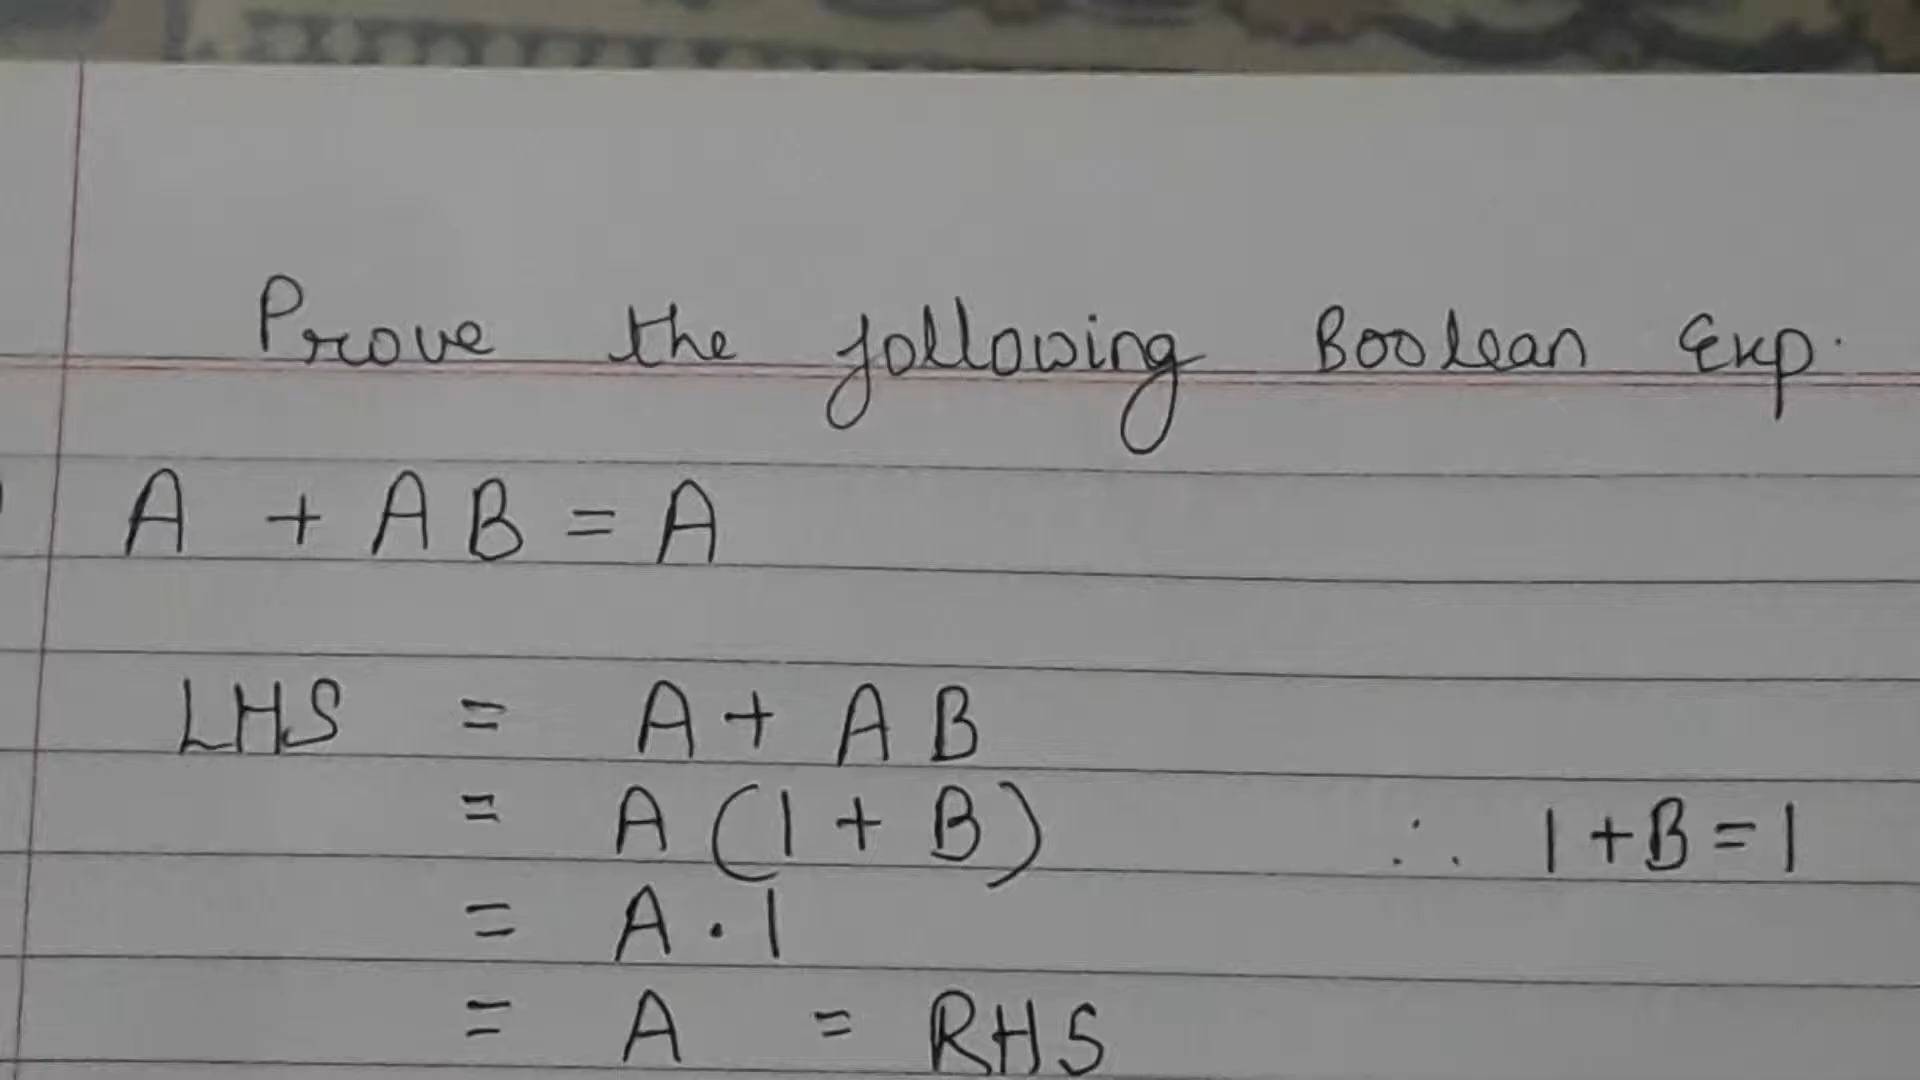 Prove the following Boolean Exp.
A + AB = A
LHS = A + AB
= A (1 + B) ∴ 1 + B = 1
= A . 1
= A = RHS